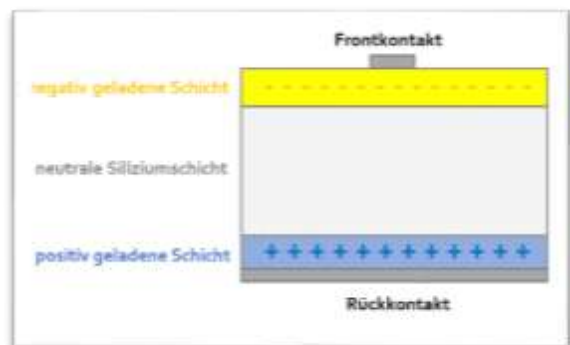 Frontkontakt
negativ geladene Schicht
- - - - - - - - - - - -
neutrale Siliziumschicht
positiv geladene Schicht
+ + + + + + + + + + + +
Rückkontakt